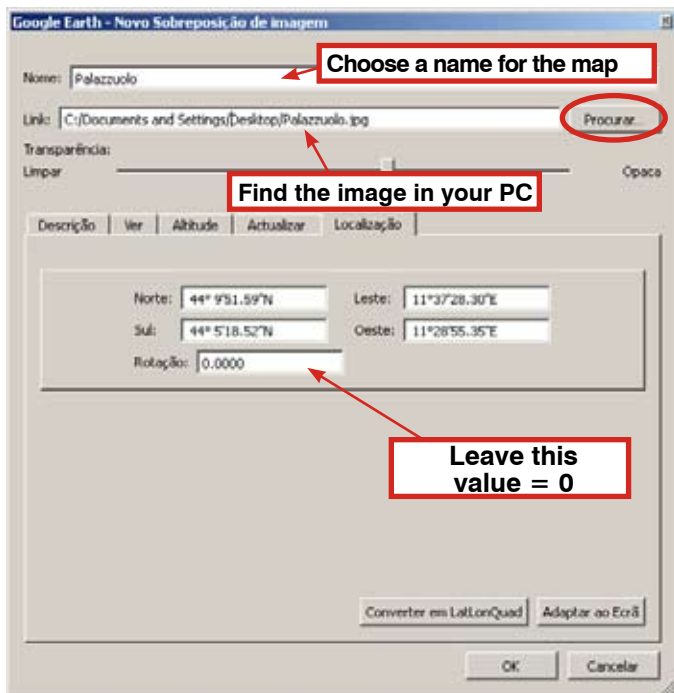 Google Earth - Novo Sobreposição de imagem
Choose a name for the map
Nome: Palazzuolo
Link: C:/Documents and Settings/Desktop/Palazzuolo.jpg Procurar...
Transparência:
Limpar Opaca
Find the image in your PC
Descrição Ver Altitude Actualizar Localização
Norte: 44° 9'51.59"N Leste: 11°37'28.30"E
Sul: 44° 5'18.52"N Oeste: 11°28'55.35"E
Rotação: 0.0000
Leave this
value = 0
Converter em LatLonQuad Adaptar ao Ecrã
OK Cancelar